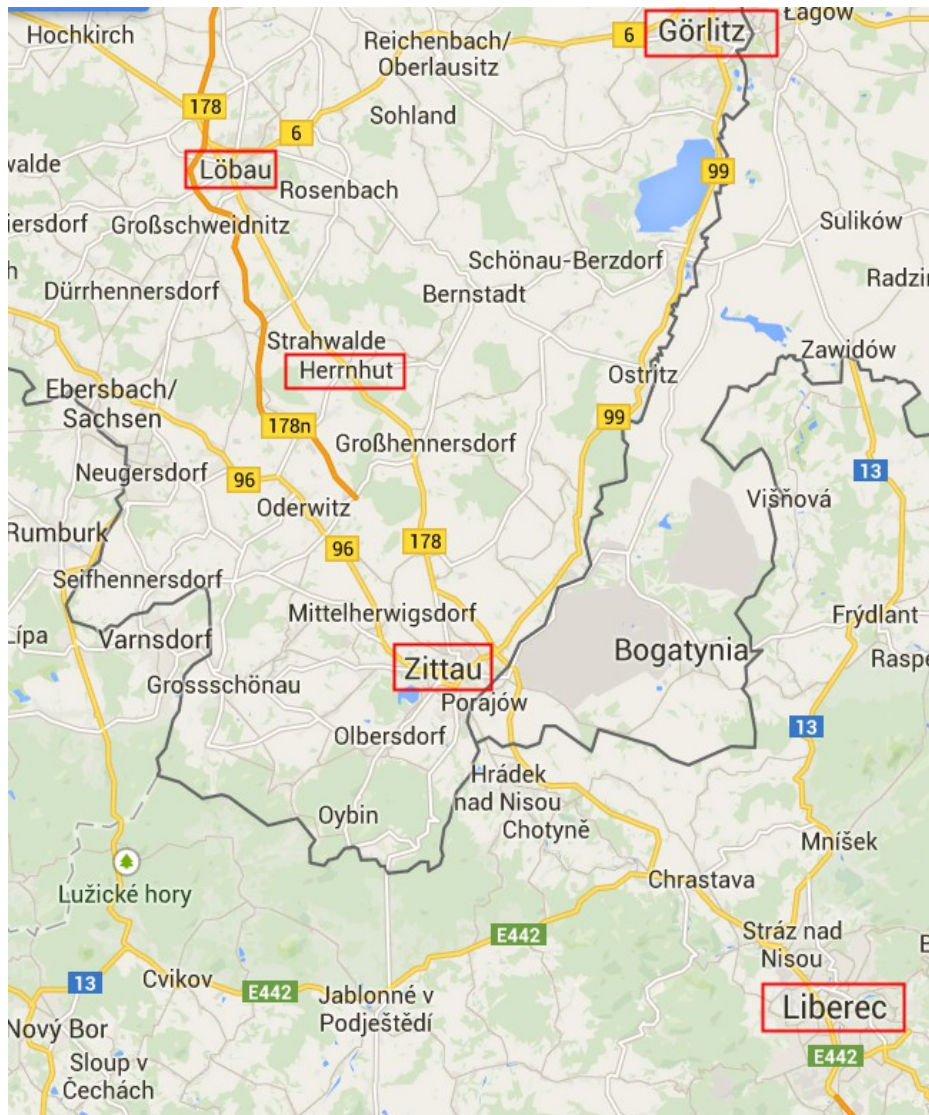 Görlitz
Łagów
Hochkirch
6
Reichenbach/
Oberlausitz
178
6
Sohland
walde
Löbau
99
Rosenbach
iersdorf
Großschweidnitz
Sulików
Schönau-Berzdorf
h
Dürrhennersdorf
Bernstadt
Radzi
Strahwalde
Zawidów
Herrnhut
Ostritz
Ebersbach/
Sachsen
178n
99
Großhennersdorf
Neugersdorf
96
13
Oderwitz
Višňová
Rumburk
96
178
Seifhennersdorf
Mittelherwigsdorf
Frýdlant
Lípa
Varnsdorf
Bogatynia
Raspe
Zittau
Grossschönau
Porajów
13
Olbersdorf
Hrádek
nad Nisou
Oybin
Chotyně
Mníšek
Lužické hory
Chrastava
E442
Stráz nad
Nisou
13
Cvikov
E442
Jablonné v
Podještědí
Liberec
Nový Bor
E442
Sloup v
Čechách